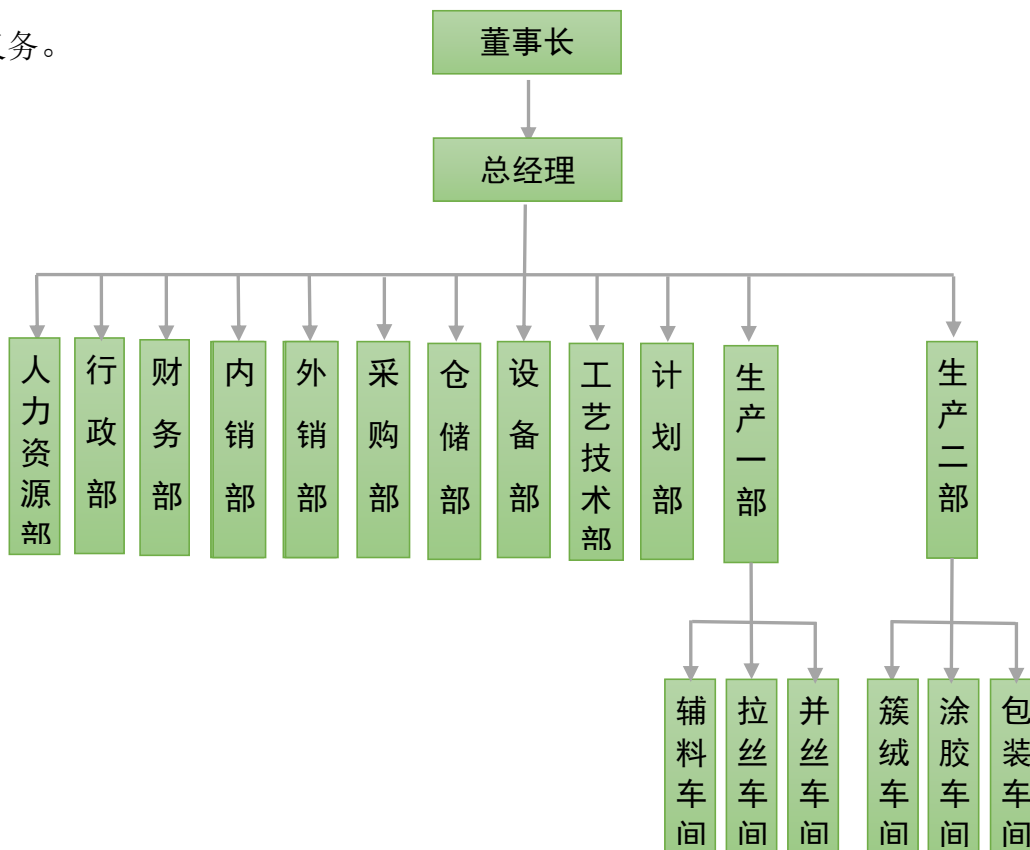 务。
董事长
总经理
人力资源部
行政部
财务部
内销部
外销部
采购部
仓储部
设备部
工艺技术部
计划部
生产一部
生产二部
辅料车间
拉丝车间
并丝车间
簇绒车间
涂胶车间
包装车间